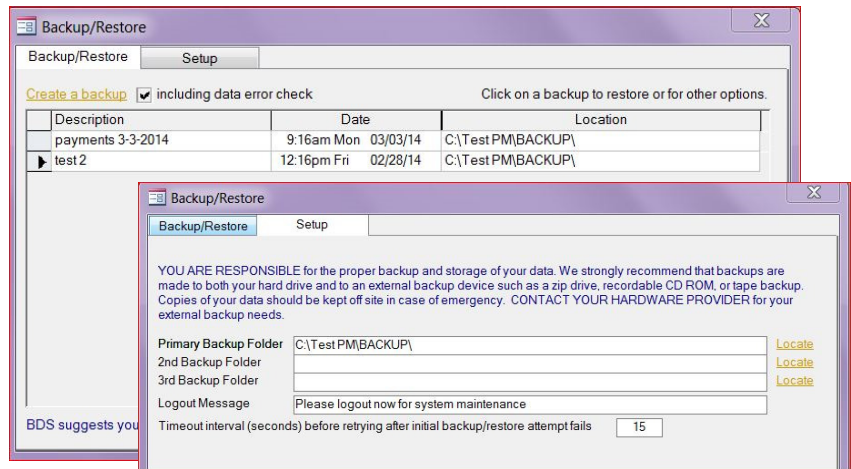 Backup/Restore
X
Backup/Restore Setup
Create a backup including data error check Click on a backup to restore or for other options.
Description Date Location
payments 3-3-2014 9:16am Mon 03/03/14 C:\Test PM\BACKUP\
test 2 12:16pm Fri 02/28/14 C:\Test PM\BACKUP\
BDS suggests you
Backup/Restore
X
Backup/Restore Setup
YOU ARE RESPONSIBLE for the proper backup and storage of your data. We strongly recommend that backups are
made to both your hard drive and to an external backup device such as a zip drive, recordable CD ROM, or tape backup.
Copies of your data should be kept off site in case of emergency. CONTACT YOUR HARDWARE PROVIDER for your
external backup needs.
Primary Backup Folder C:\Test PM\BACKUP\ Locate
2nd Backup Folder Locate
3rd Backup Folder Locate
Logout Message Please logout now for system maintenance
Timeout interval (seconds) before retrying after initial backup/restore attempt fails 15